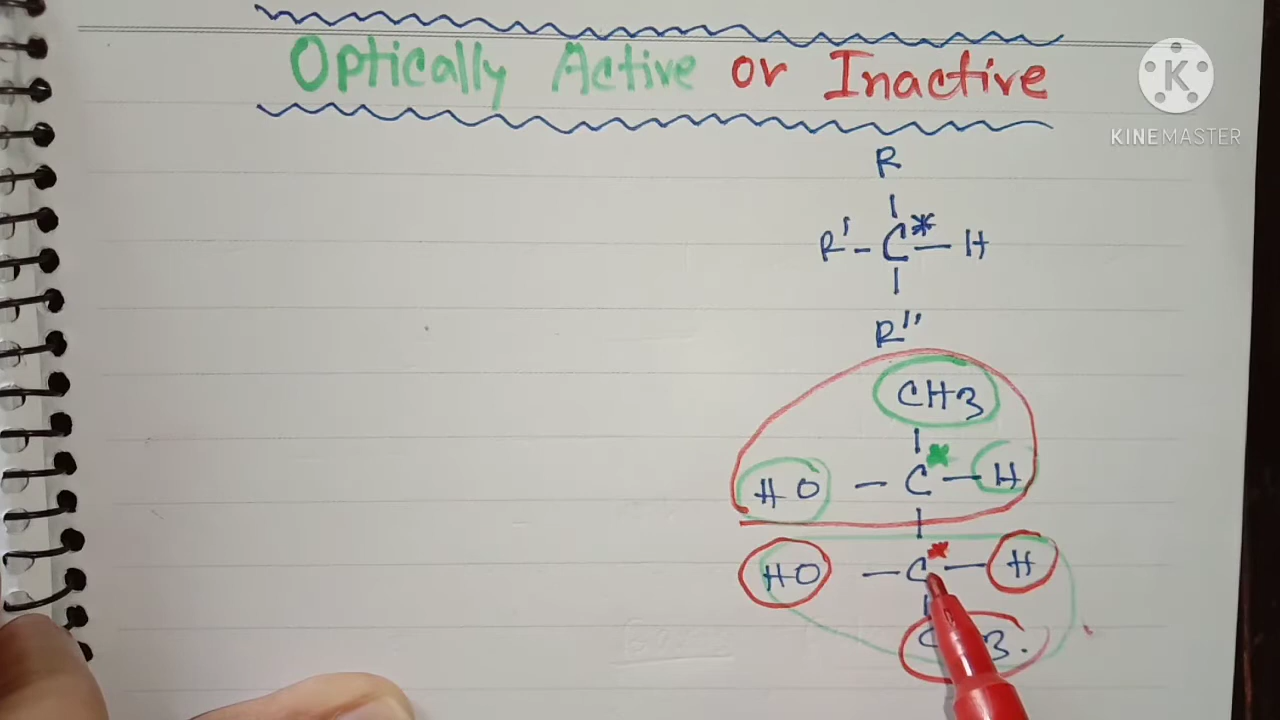 Optically Active or Inactive
K
KINEMASTER
R
R' - C* - H
R"
CH3
HO - C* - H
HO - C* - H